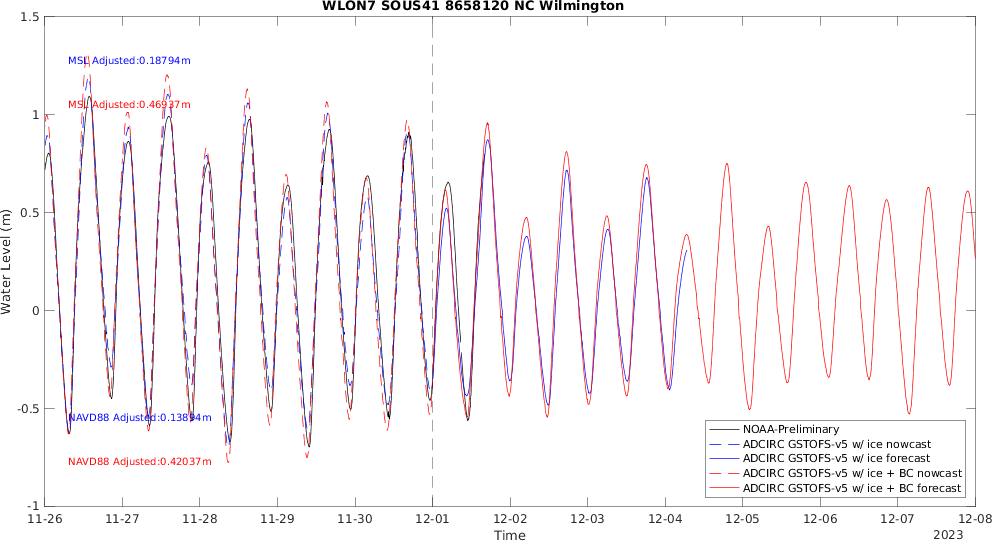 WLON7 SOUS41 8658120 NC Wilmington
1.5
1
0.5
0
-0.5
-1
Water Level (m)
MSL Adjusted:0.18794m
MSL Adjusted:0.46937m
NAVD88 Adjusted:0.13894m
NAVD88 Adjusted:0.42037m
NOAA-Preliminary
ADCIRC GSTOFS-v5 w/ ice nowcast
ADCIRC GSTOFS-v5 w/ ice forecast
ADCIRC GSTOFS-v5 w/ ice + BC nowcast
ADCIRC GSTOFS-v5 w/ ice + BC forecast
11-26 11-27 11-28 11-29 11-30 12-01 12-02 12-03 12-04 12-05 12-06 12-07 12-08
Time
2023